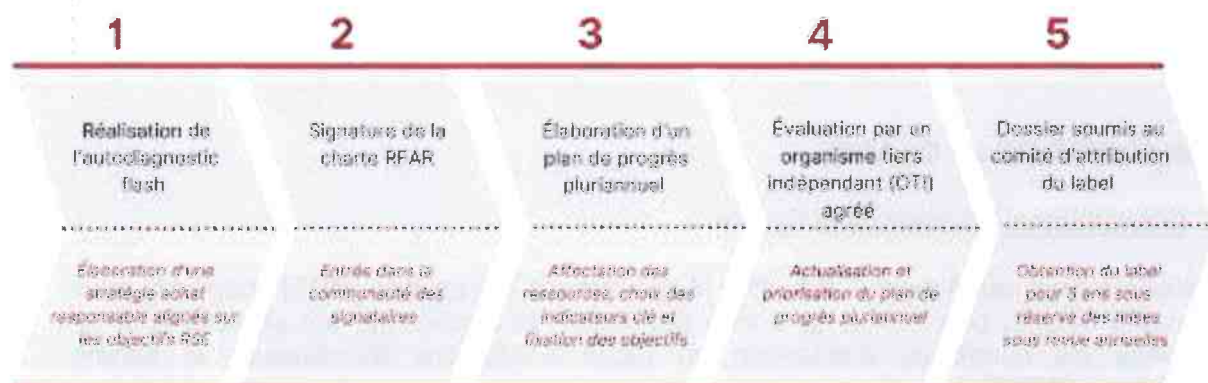 1
2
3
4
5
Réalisation de
l'autodiagnostic
flash
Signature de la
charte RFAR
Élaboration d'un
plan de progrès
pluriannuel
Évaluation par un
organisme tiers
indépendant (OTI)
agréé
Dossier soumis au
comité d'attribution
du label
Élaboration d'une
stratégie achat
responsable alignée sur
les objectifs RSE
Entrée dans la
communauté des
signataires
Affectation des
ressources, choix des
indicateurs clé et
fixation des objectifs
Actualisation et
priorisation du plan de
progrès pluriannuel
Obtention du label
pour 3 ans sous
réserve des mises
sous revue annuelles